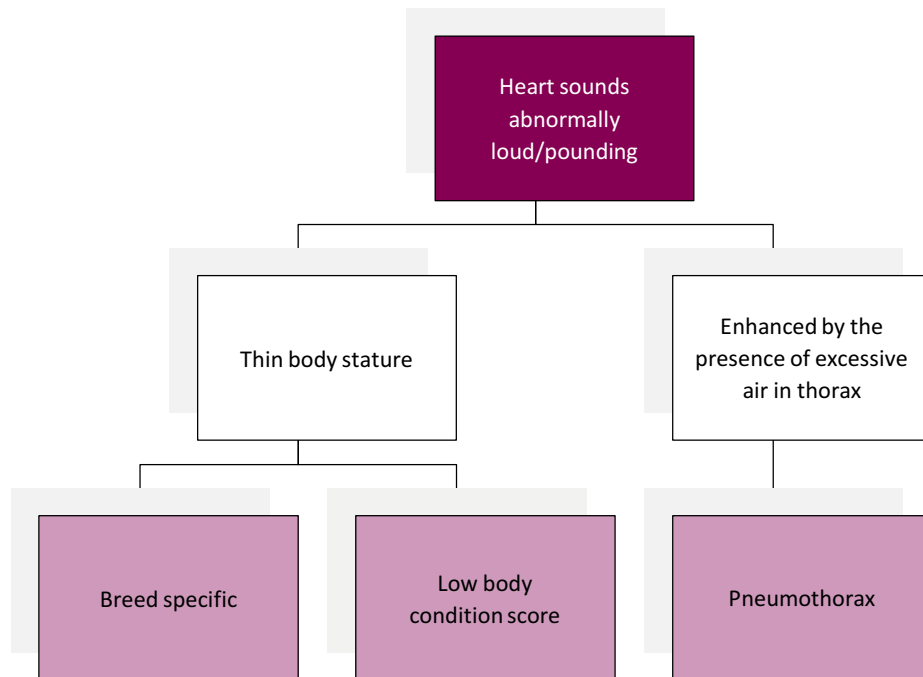 Heart sounds
abnormally
loud/pounding
Thin body stature
Enhanced by the
presence of excessive
air in thorax
Breed specific
Low body
condition score
Pneumothorax